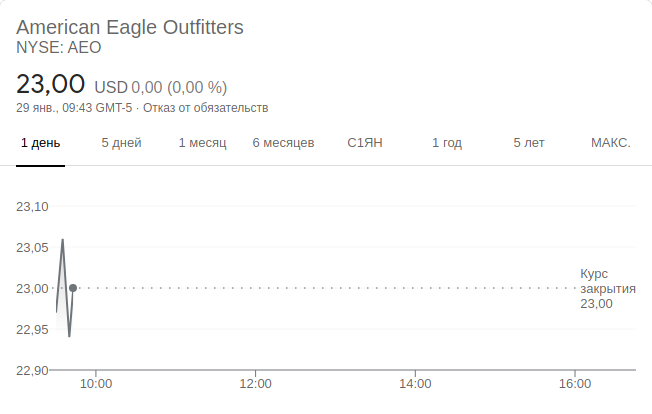 American Eagle Outfitters
NYSE: AEO
23,00 USD 0,00 (0,00 %)
29 янв., 09:43 GMT-5 · Отказ от обязательств
1 день 5 дней 1 месяц 6 месяцев С1ЯН 1 год 5 лет МАКС.
23,10
23,05
23,00
22,95
22,90
Курс
закрытия
23,00
10:00 12:00 14:00 16:00